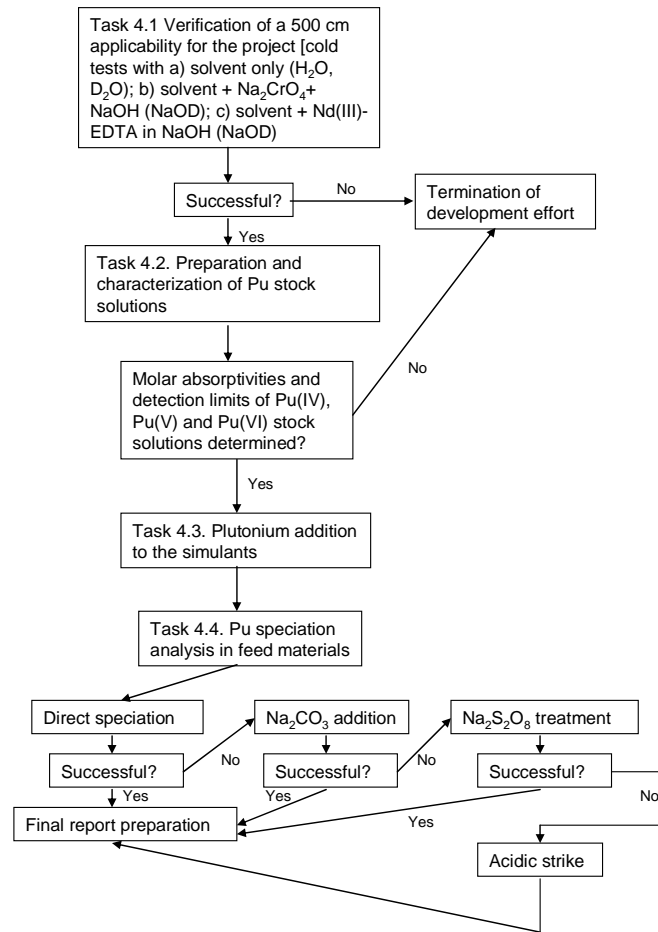 Task 4.1 Verification of a 500 cm
applicability for the project [cold
tests with a) solvent only (H₂O,
D₂O); b) solvent + Na₂CrO₄+
NaOH (NaOD); c) solvent + Nd(III)-
EDTA in NaOH (NaOD)
Successful?
No
Termination of
development effort
Yes
Task 4.2. Preparation and
characterization of Pu stock
solutions
No
Molar absorptivities and
detection limits of Pu(IV),
Pu(V) and Pu(VI) stock
solutions determined?
Yes
Task 4.3. Plutonium addition
to the simulants
Task 4.4. Pu speciation
analysis in feed materials
Direct speciation
Na₂CO₃ addition
Na₂S₂O₈ treatment
Successful?
No
Successful?
No
Successful?
No
Yes
Yes
Yes
Final report preparation
Acidic strike